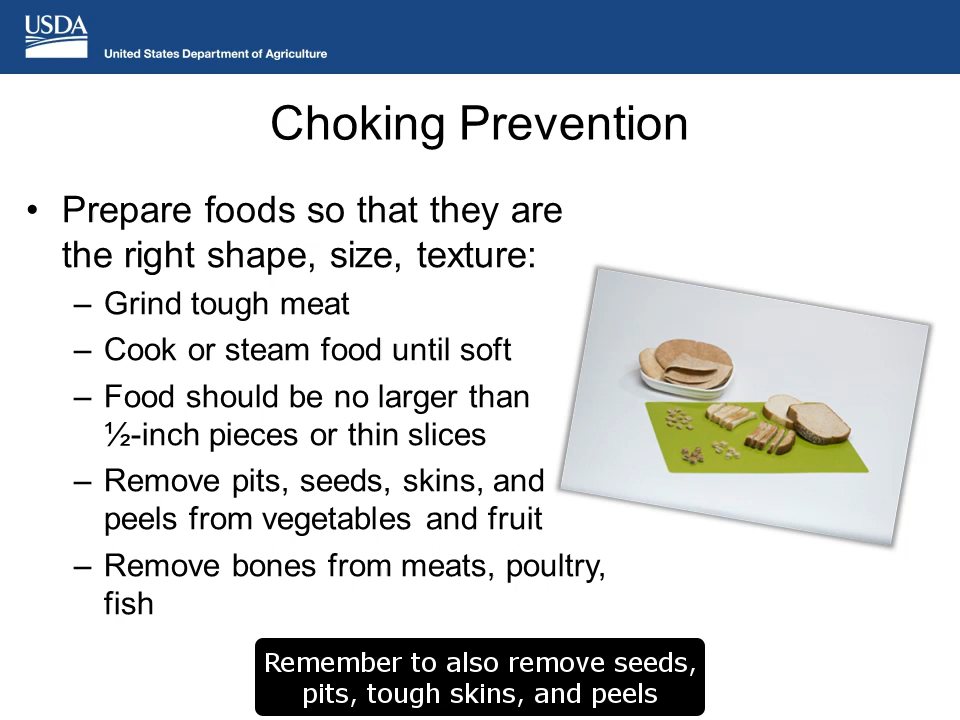 USDA
United States Department of Agriculture
Choking Prevention
• Prepare foods so that they are
the right shape, size, texture:
– Grind tough meat
– Cook or steam food until soft
– Food should be no larger than
½-inch pieces or thin slices
– Remove pits, seeds, skins, and
peels from vegetables and fruit
– Remove bones from meats, poultry,
fish
Remember to also remove seeds,
pits, tough skins, and peels